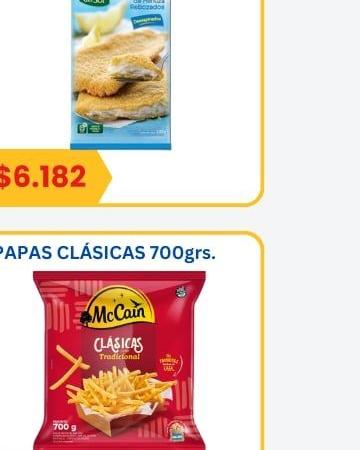 de Merluza
Rebozados
$6.182
PAPAS CLÁSICAS 700grs.
McCain
CLÁSICAS
Tradicional
700 g